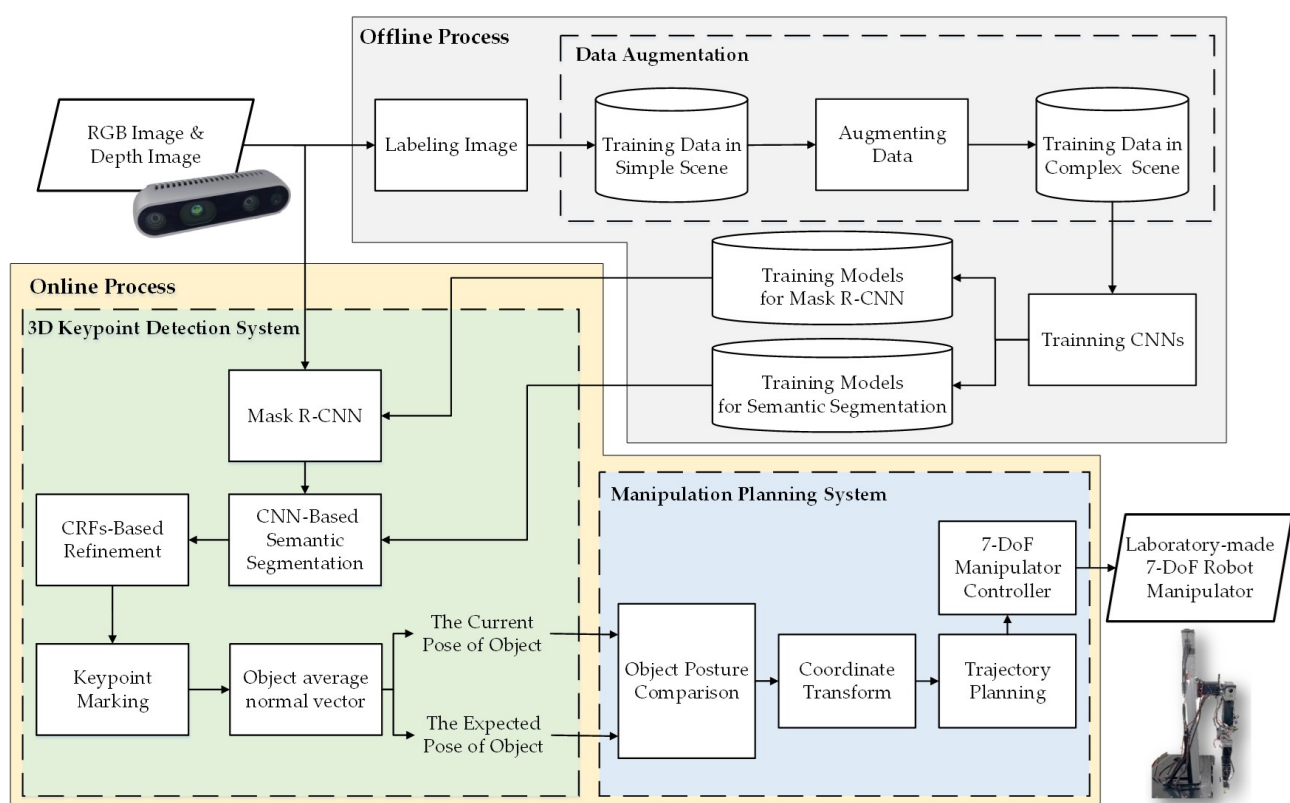 Offline Process
Data Augmentation
RGB Image &
Depth Image
Labeling Image
Training Data in
Simple Scene
Augmenting
Data
Training Data in
Complex Scene
Training Models
for Mask R-CNN
Trainning CNNs
Training Models
for Semantic Segmentation
Online Process
3D Keypoint Detection System
Mask R-CNN
CNN-Based
Semantic
Segmentation
CRFs-Based
Refinement
Keypoint
Marking
Object average
normal vector
The Current
Pose of Object
The Expected
Pose of Object
Manipulation Planning System
Object Posture
Comparison
Coordinate
Transform
Trajectory
Planning
7-DoF
Manipulator
Controller
Laboratory-made
7-DoF Robot
Manipulator